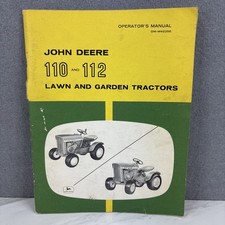 OPERATOR'S MANUAL
JOHN DEERE
110 AND 112
LAWN AND GARDEN TRACTORS